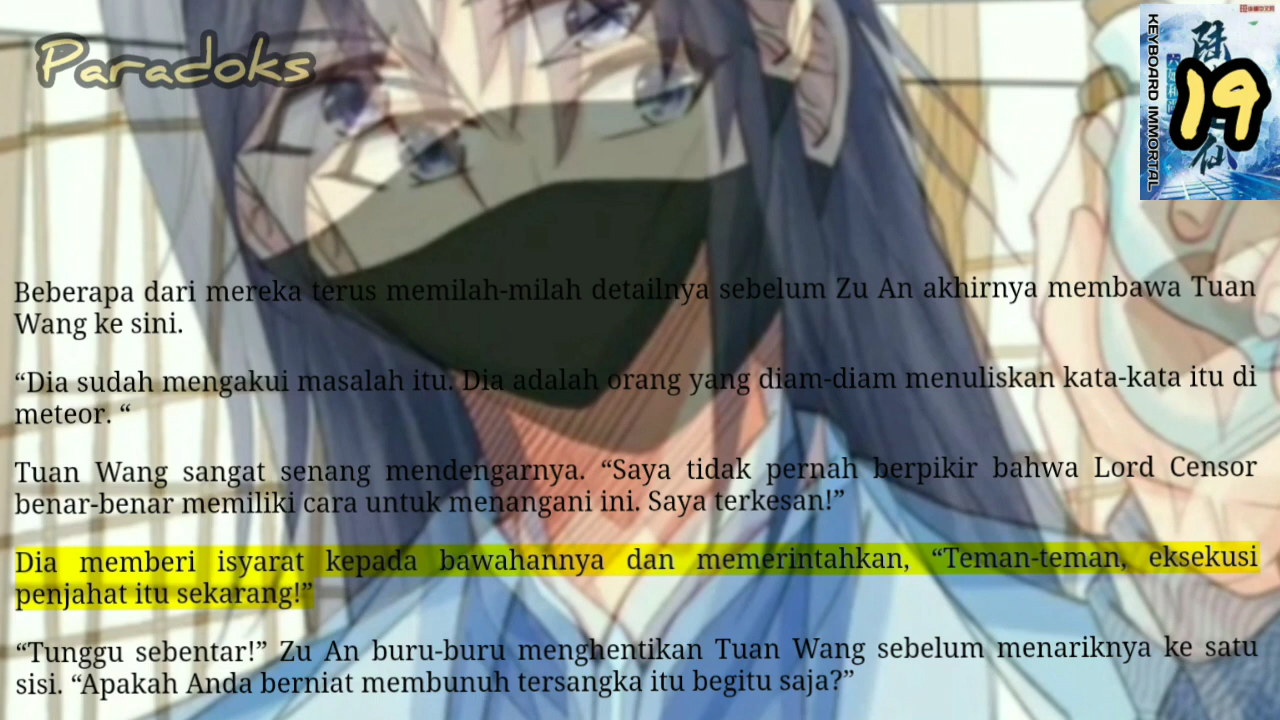 Paradoks
KEYBOARD IMMORTAL
19
Beberapa dari mereka terus memilah-milah detailnya sebelum Zu An akhirnya membawa Tuan
Wang ke sini.
“Dia sudah mengakui masalah itu. Dia adalah orang yang diam-diam menuliskan kata-kata itu di
meteor. “
Tuan Wang sangat senang mendengarnya. “Saya tidak pernah berpikir bahwa Lord Censor
benar-benar memiliki cara untuk menangani ini. Saya terkesan!”
Dia memberi isyarat kepada bawahannya dan memerintahkan, “Teman-teman, eksekusi
penjahat itu sekarang!”
“Tunggu sebentar!” Zu An buru-buru menghentikan Tuan Wang sebelum menariknya ke satu
sisi. “Apakah Anda berniat membunuh tersangka itu begitu saja?”